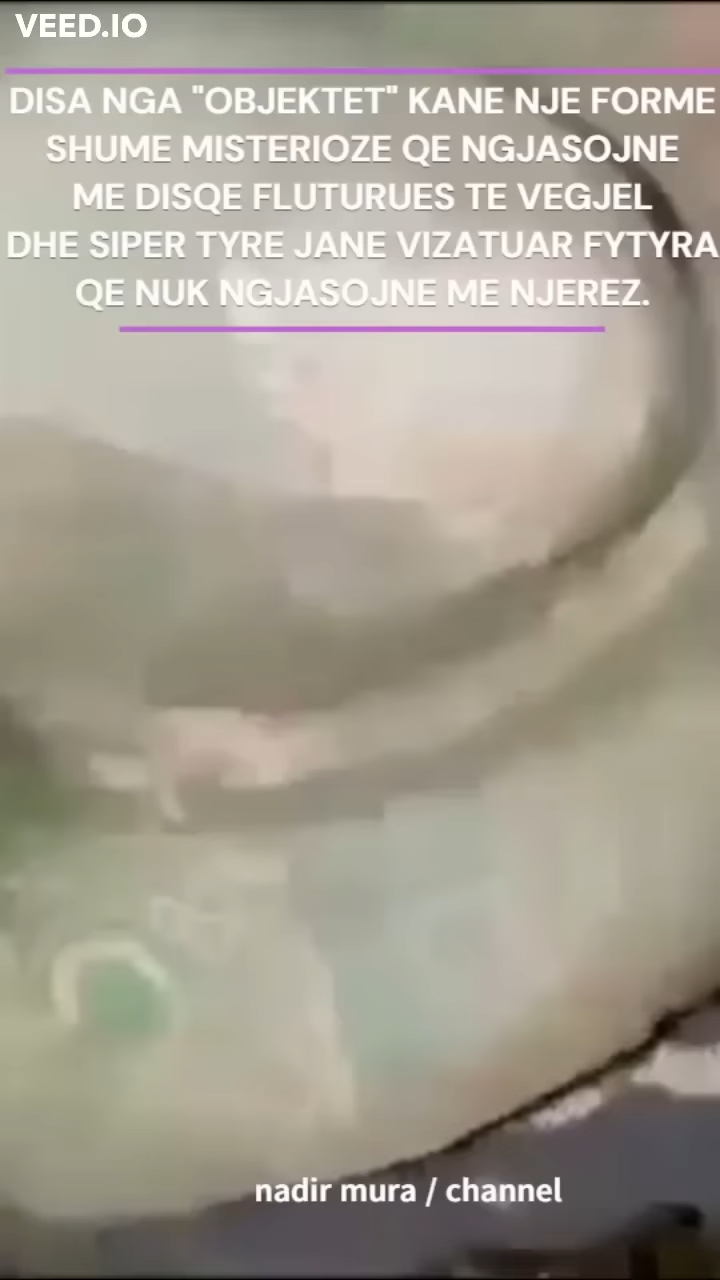 VEED.IO
DISA NGA "OBJEKTET" KANE NJE FORME
SHUME MISTERIOZE QE NGJASOJNE
ME DISQE FLUTURUES TE VEGJEL
DHE SIPER TYRE JANE VIZATUAR FYTYRA
QE NUK NGJASOJNE ME NJEREZ.
nadir mura / channel